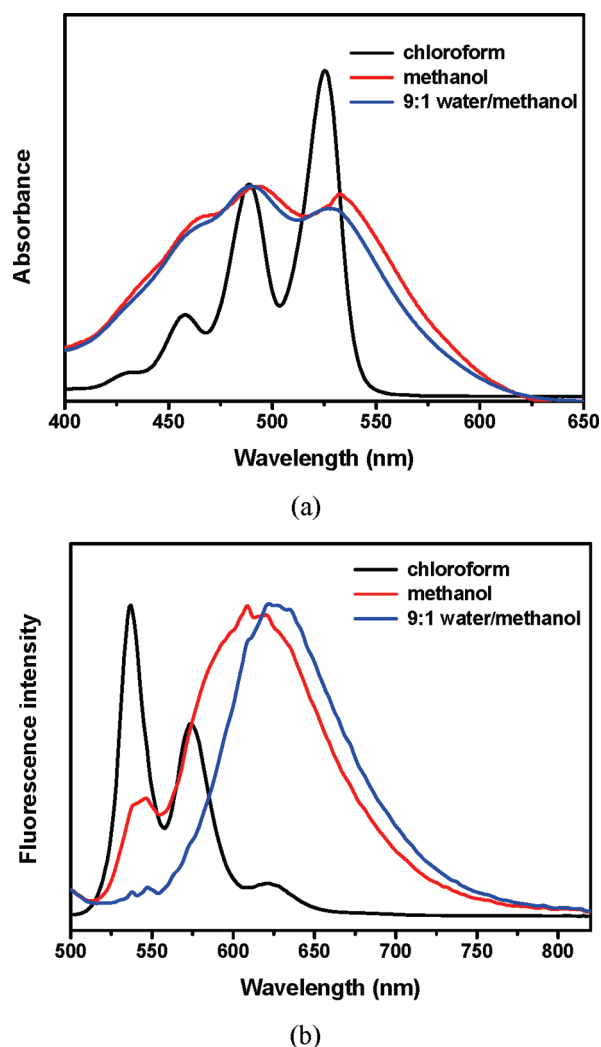 chloroform
methanol
9:1 water/methanol
Absorbance
400 450 500 550 600 650
Wavelength (nm)
(a)
chloroform
methanol
9:1 water/methanol
Fluorescence intensity
500 550 600 650 700 750 800
Wavelength (nm)
(b)